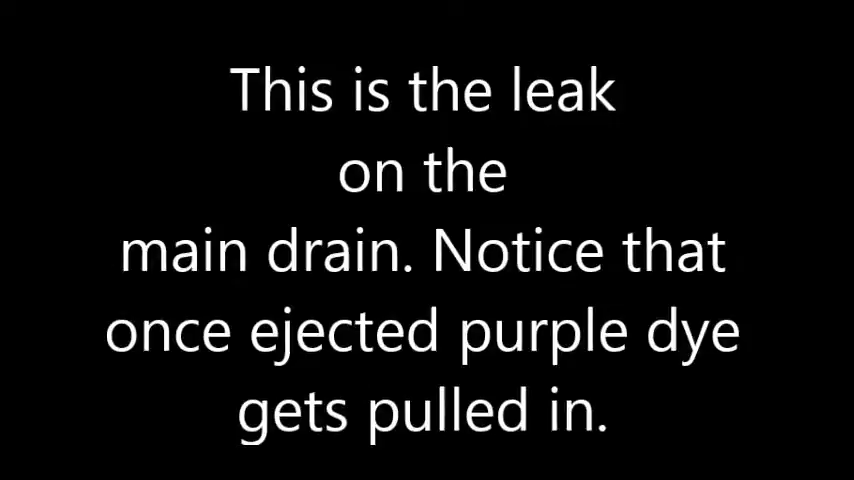 This is the leak
on the
main drain. Notice that
once ejected purple dye
gets pulled in.